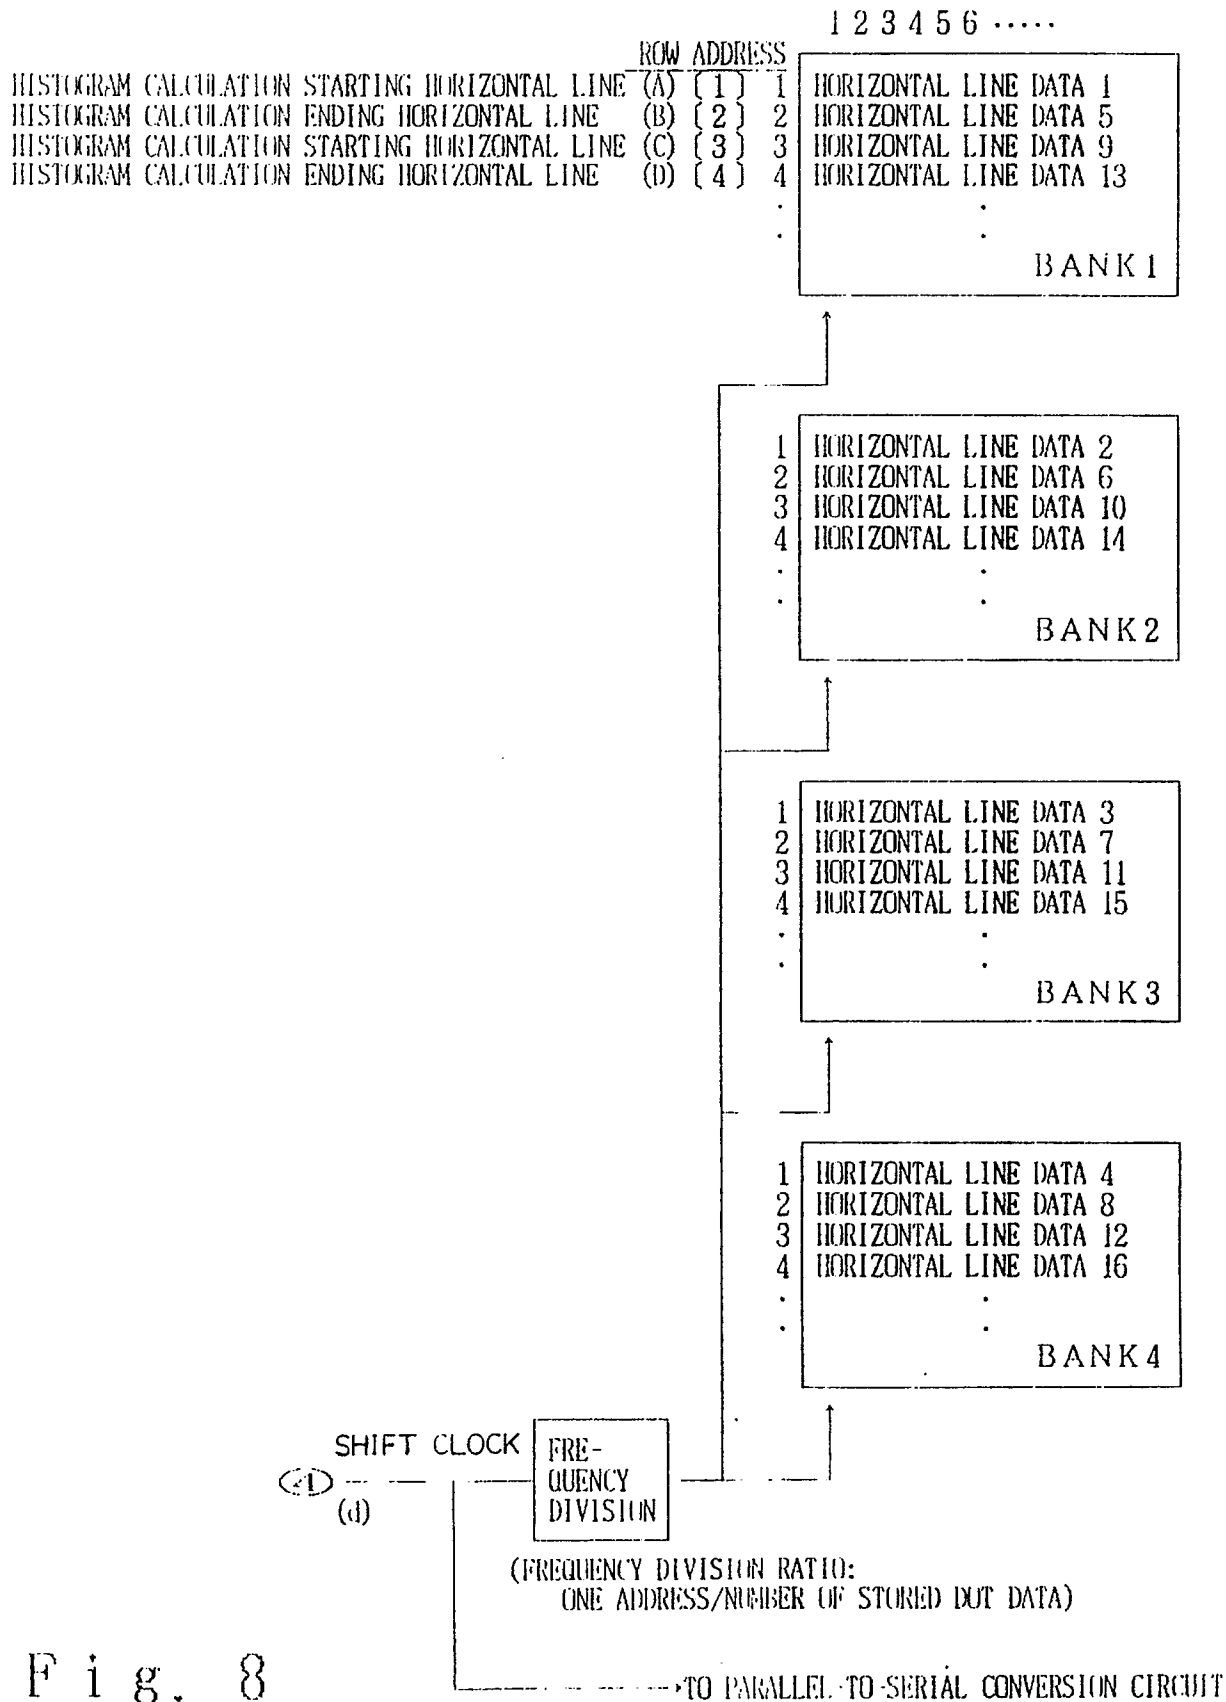 1 2 3 4 5 6 ·····
ROW ADDRESS
HISTOGRAM CALCULATION STARTING HORIZONTAL LINE (A) [1] 1 HORIZONTAL LINE DATA 1
HISTOGRAM CALCULATION ENDING HORIZONTAL LINE (B) [2] 2 HORIZONTAL LINE DATA 5
HISTOGRAM CALCULATION STARTING HORIZONTAL LINE (C) [3] 3 HORIZONTAL LINE DATA 9
HISTOGRAM CALCULATION ENDING HORIZONTAL LINE (D) [4] 4 HORIZONTAL LINE DATA 13
BANK1
1 HORIZONTAL LINE DATA 2
2 HORIZONTAL LINE DATA 6
3 HORIZONTAL LINE DATA 10
4 HORIZONTAL LINE DATA 14
BANK2
1 HORIZONTAL LINE DATA 3
2 HORIZONTAL LINE DATA 7
3 HORIZONTAL LINE DATA 11
4 HORIZONTAL LINE DATA 15
BANK3
1 HORIZONTAL LINE DATA 4
2 HORIZONTAL LINE DATA 8
3 HORIZONTAL LINE DATA 12
4 HORIZONTAL LINE DATA 16
BANK4
SHIFT CLOCK
(d)
FRE-
QUENCY
DIVISION
(FREQUENCY DIVISION RATIO:
ONE ADDRESS/NUMBER OF STORED DOT DATA)
TO PARALLEL-TO-SERIAL CONVERSION CIRCUIT
Fig. 8